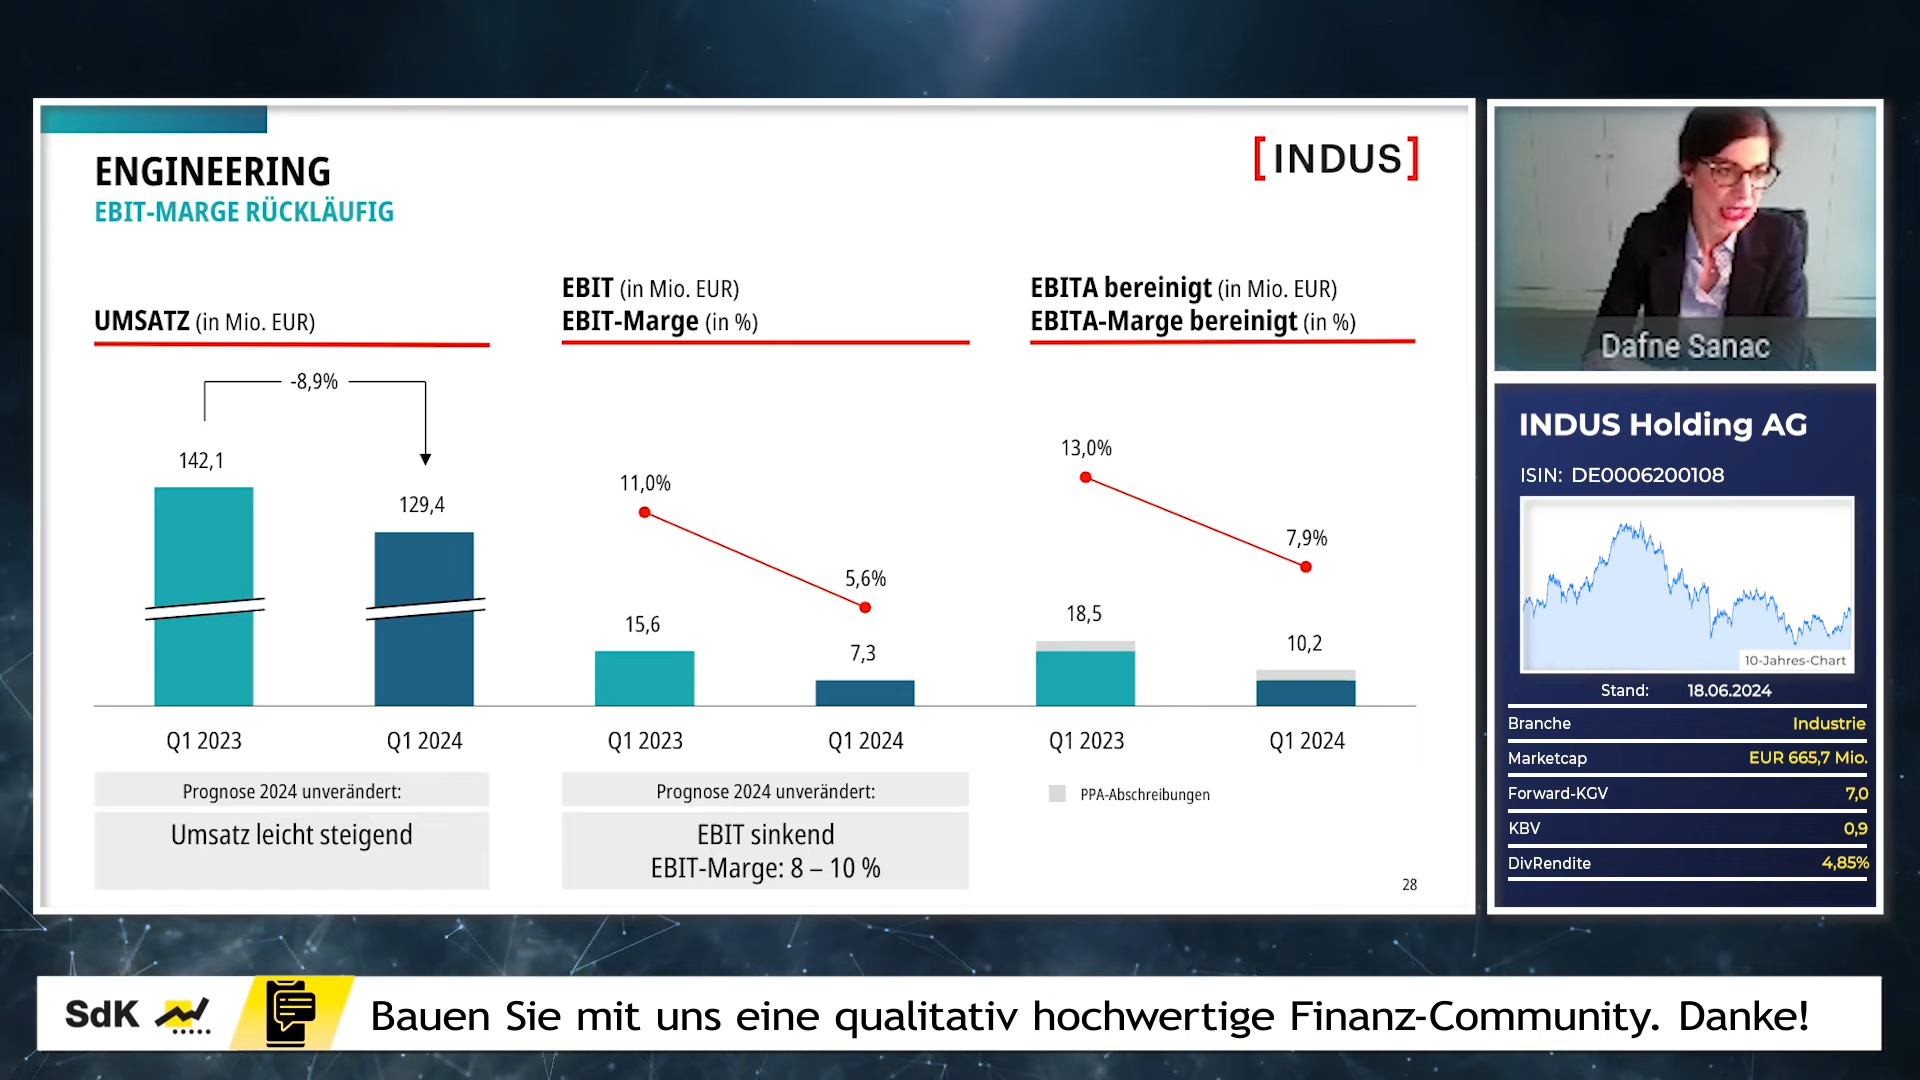 ENGINEERING
EBIT-MARGE RÜCKLÄUFIG
[INDUS]
UMSATZ (in Mio. EUR)
-8,9%
142,1
129,4
Q1 2023
Q1 2024
Prognose 2024 unverändert:
Umsatz leicht steigend
EBIT (in Mio. EUR)
EBIT-Marge (in %)
11,0%
5,6%
15,6
7,3
Q1 2023
Q1 2024
Prognose 2024 unverändert:
EBIT sinkend
EBIT-Marge: 8 – 10 %
EBITA bereinigt (in Mio. EUR)
EBITA-Marge bereinigt (in %)
13,0%
7,9%
18,5
10,2
Q1 2023
Q1 2024
PPA-Abschreibungen
28
Dafne Sanac
INDUS Holding AG
ISIN: DE0006200108
10-Jahres-Chart
Stand: 18.06.2024
Branche Industrie
Marketcap EUR 665,7 Mio.
Forward-KGV 7,0
KBV 0,9
DivRendite 4,85%
SdK
Bauen Sie mit uns eine qualitativ hochwertige Finanz-Community. Danke!